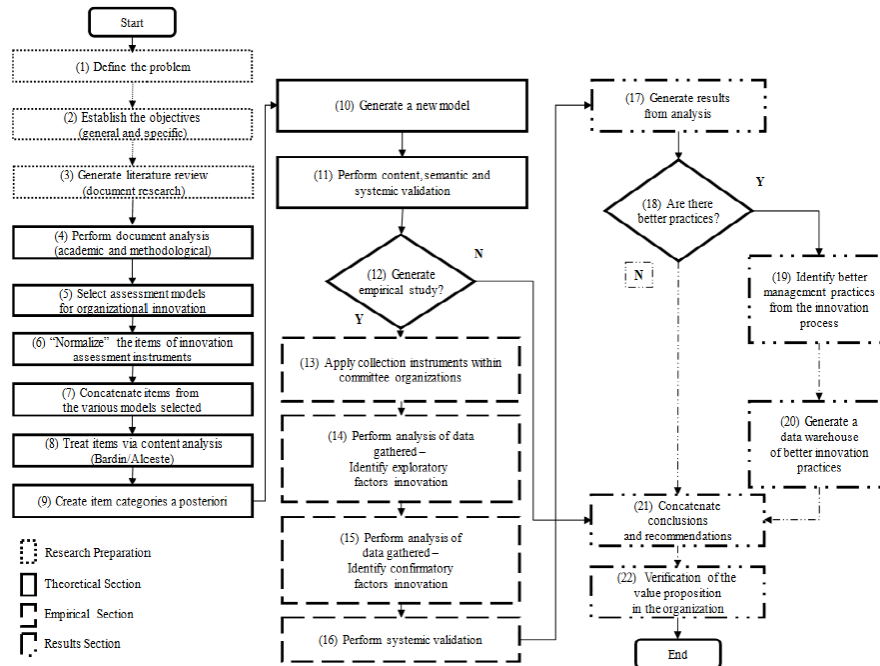 Start
(1) Define the problem
(2) Establish the objectives
(general and specific)
(3) Generate literature review
(document research)
(4) Perform document analysis
(academic and methodological)
(5) Select assessment models
for organizational innovation
(6) “Normalize” the items of innovation
assessment instruments
(7) Concatenate items from
the various models selected
(8) Treat items via content analysis
(Bardin/Alceste)
(9) Create item categories a posteriori
Research Preparation
Theoretical Section
Empirical Section
Results Section
(10) Generate a new model
(11) Perform content, semantic and
systemic validation
(12) Generate
empirical study?
N
Y
(13) Apply collection instruments within
committee organizations
(14) Perform analysis of data
gathered –
Identify exploratory
factors innovation
(15) Perform analysis of
data gathered –
Identify confirmatory
factors innovation
(16) Perform systemic validation
(17) Generate results
from analysis
(18) Are there
better practices?
Y
N
(19) Identify better
management practices
from the innovation
process
(20) Generate a
data warehouse
of better innovation
practices
(21) Concatenate
conclusions
and recommendations
(22) Verification of the
value proposition
in the organization
End